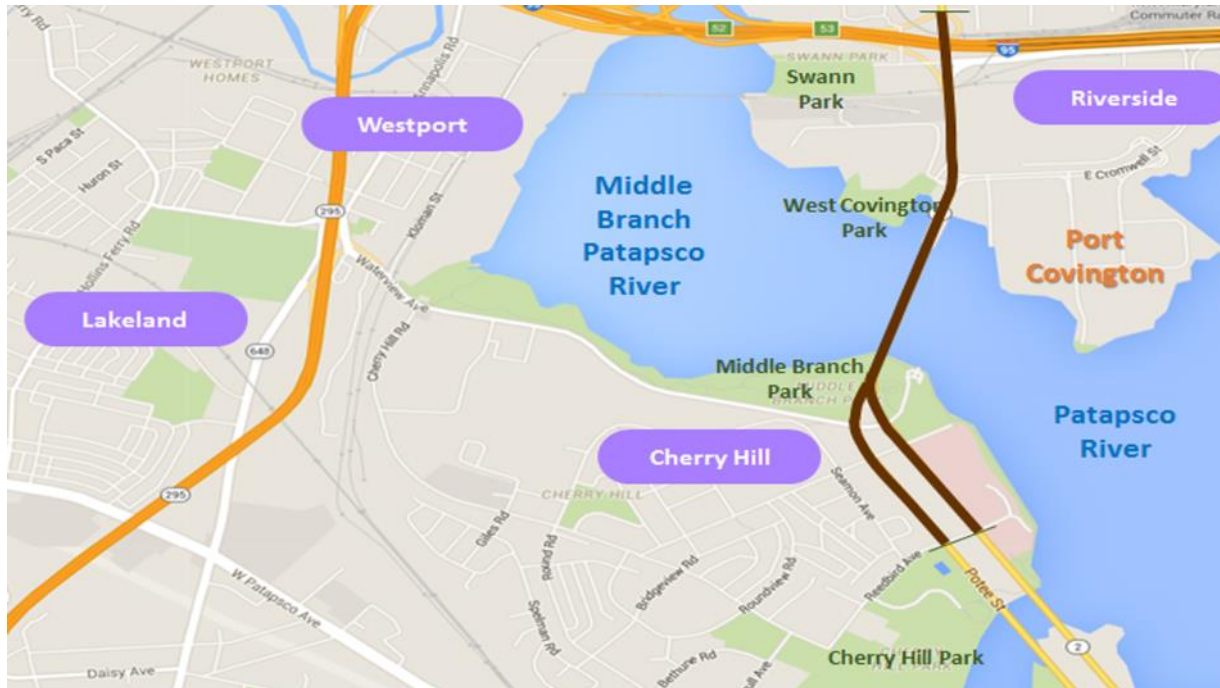 52
53
95
Commuter Ra
SWANN PARK
Swann
Park
Riverside
WESTPORT
HOMES
Annapolis Rd
Westport
S Paca St
Huron St
Kloman St
295
Hollins Ferry Rd
Waterview Ave
E Cromwell St
Middle
Branch
Patapsco
River
West Covington
Park
Port
Covington
Lakeland
648
Cherry Hill Rd
Middle Branch
Park
Patapsco
River
Cherry Hill
Seamon Ave
295
CHERRY HILL
Giles Rd
Round Rd
Bridgeview Rd
Roundview Rd
Reedbird Ave
Potee St
W Patapsco Ave
Spelman Rd
Bethune Rd
Cherry Hill Park
2
Daisy Ave